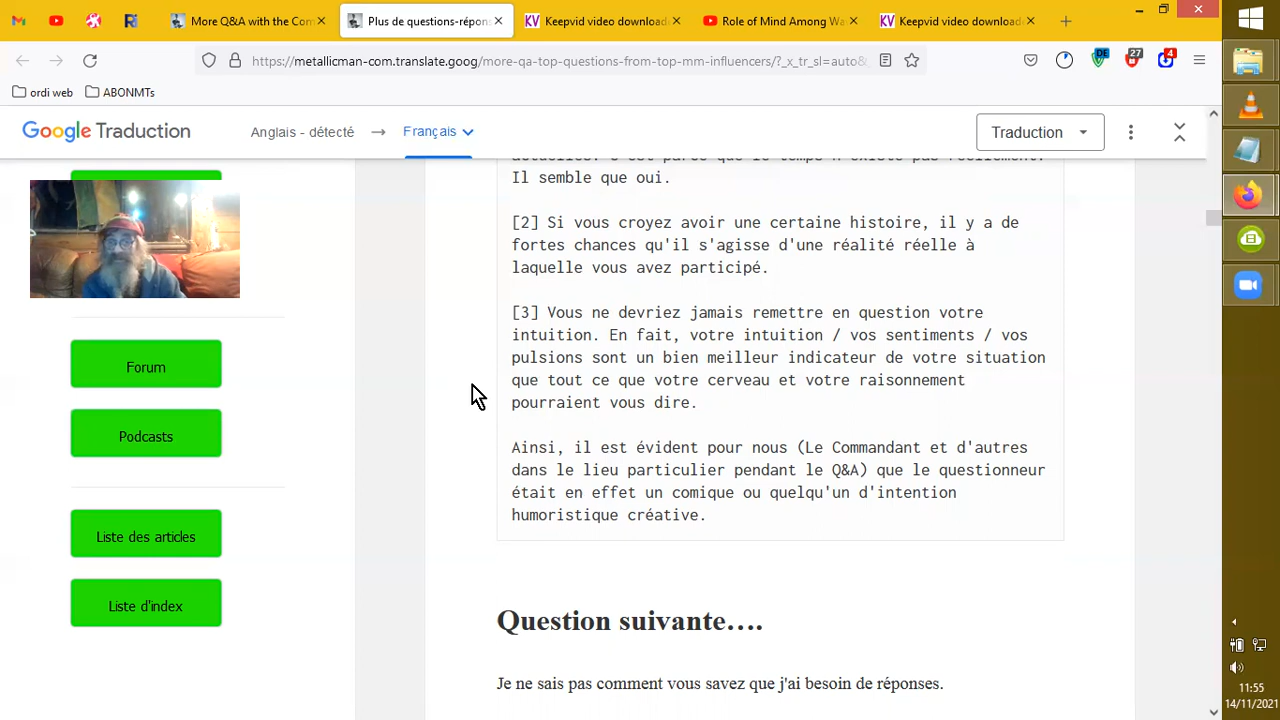 More Q&A with the Com
Plus de questions-répons
Keepvid video download
Role of Mind Among Wa
Keepvid video download
https://metallicman-com.translate.goog/more-qa-top-questions-from-top-mm-influencers/?_x_tr_sl=auto&
DE
27
4
ordi web
ABONMTS
Google Traduction
Anglais - détecté
Français
Traduction
Il semble que oui.
[2] Si vous croyez avoir une certaine histoire, il y a de
fortes chances qu'il s'agisse d'une réalité réelle à
laquelle vous avez participé.
[3] Vous ne devriez jamais remettre en question votre
intuition. En fait, votre intuition / vos sentiments / vos
pulsions sont un bien meilleur indicateur de votre situation
que tout ce que votre cerveau et votre raisonnement
pourraient vous dire.
Ainsi, il est évident pour nous (Le Commandant et d'autres
dans le lieu particulier pendant le Q&A) que le questionneur
était en effet un comique ou quelqu'un d'intention
humoristique créative.
Forum
Podcasts
Liste des articles
Liste d'index
Question suivante….
Je ne sais pas comment vous savez que j'ai besoin de réponses.
11:55
14/11/2021